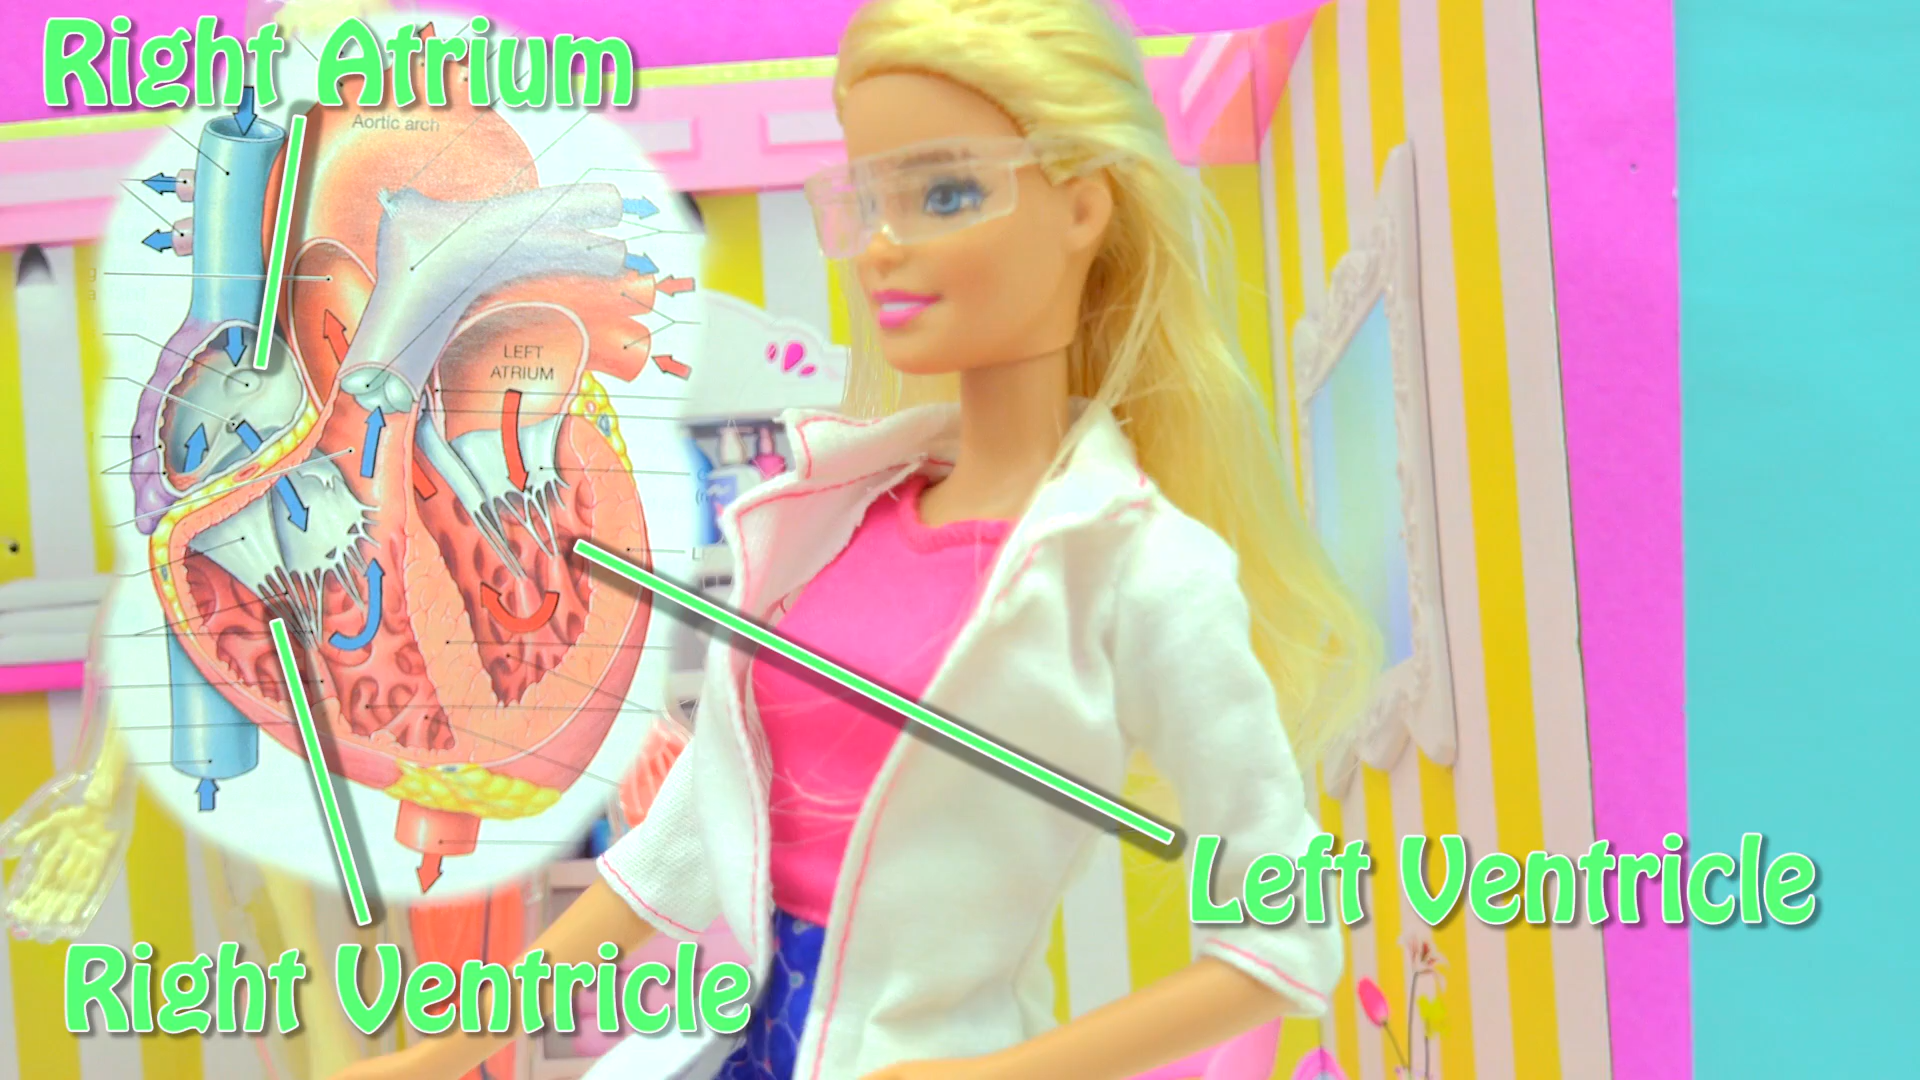 Right Atrium
Aortic arch
LEFT
ATRIUM
Left Ventricle
Right Ventricle